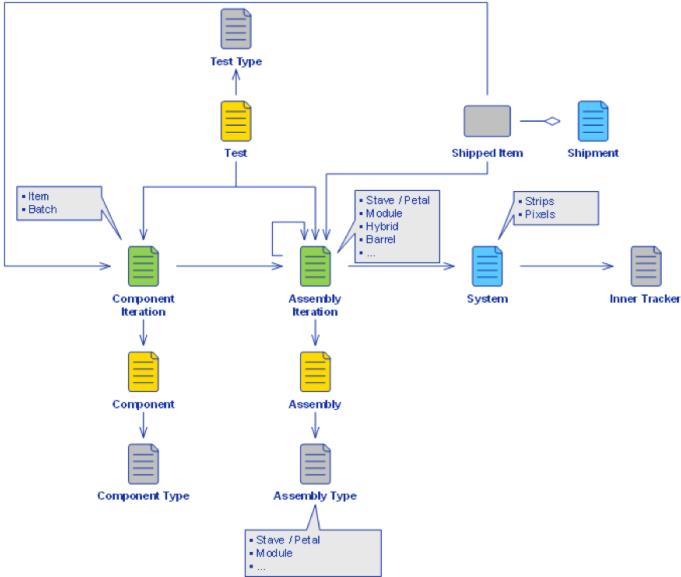 Test Type
Test
Shipped Item
Shipment
▪ Item
▪ Batch
▪ Stave / Petal
▪ Module
▪ Hybrid
▪ Barrel
▪ ...
▪ Strips
▪ Pixels
Component
Iteration
Assembly
Iteration
System
Inner Tracker
Component
Assembly
Component Type
Assembly Type
▪ Stave / Petal
▪ Module
▪ ...